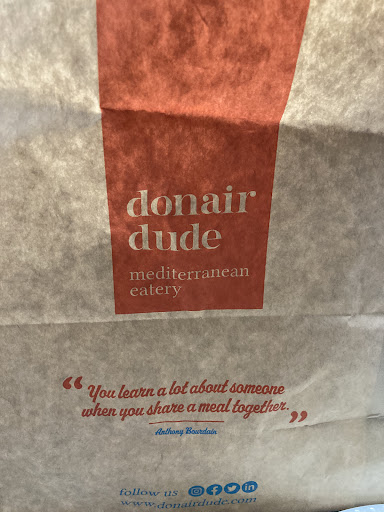 donair
dude
mediterranean
eatery
“ You learn a lot about someone
when you share a meal together. ”
Anthony Bourdain
follow us
www.donairdude.com